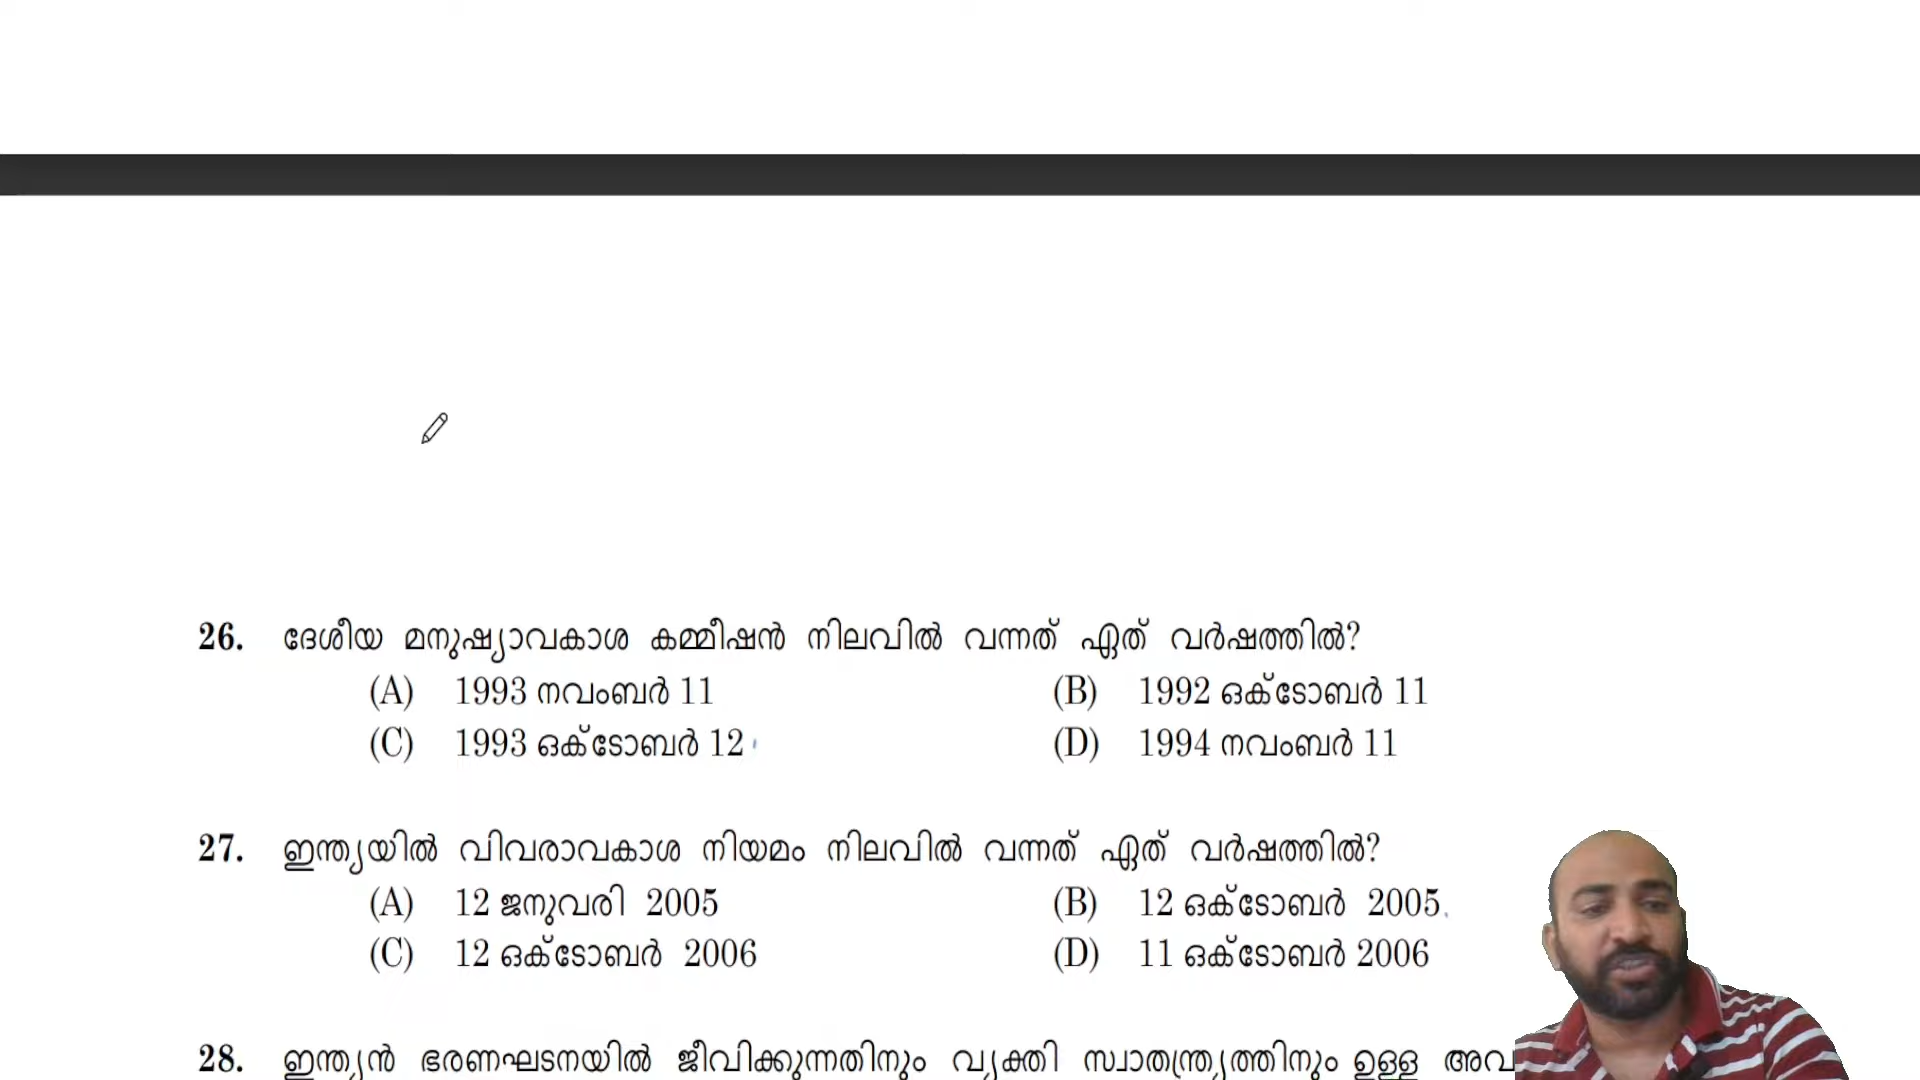 26. ദേശീയ മനുഷ്യാവകാശ കമ്മീഷൻ നിലവിൽ വന്നത് ഏത് വർഷത്തിൽ?
(A) 1993 നവംബർ 11 (B) 1992 ഒക്ടോബർ 11
(C) 1993 ഒക്ടോബർ 12 (D) 1994 നവംബർ 11
27. ഇന്ത്യയിൽ വിവരാവകാശ നിയമം നിലവിൽ വന്നത് ഏത് വർഷത്തിൽ?
(A) 12 ജനുവരി 2005 (B) 12 ഒക്ടോബർ 2005
(C) 12 ഒക്ടോബർ 2006 (D) 11 ഒക്ടോബർ 2006
28. ഇന്ത്യൻ ഭരണഘടനയിൽ ജീവിക്കുന്നതിനും വ്യക്തി സ്വാതന്ത്ര്യത്തിനും ഉള്ള